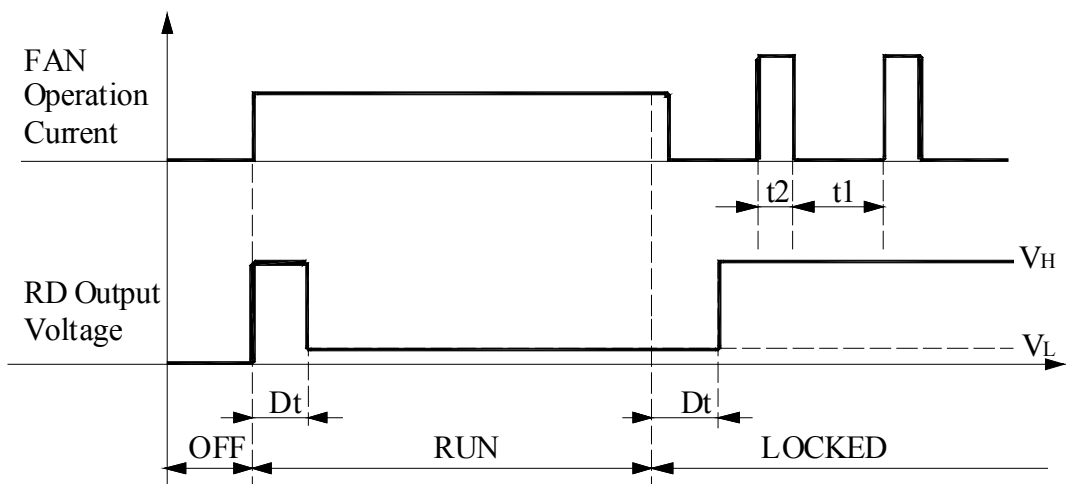 FAN
Operation
Current
t2
t1
VH
RD Output
Voltage
VL
Dt
Dt
OFF
RUN
LOCKED